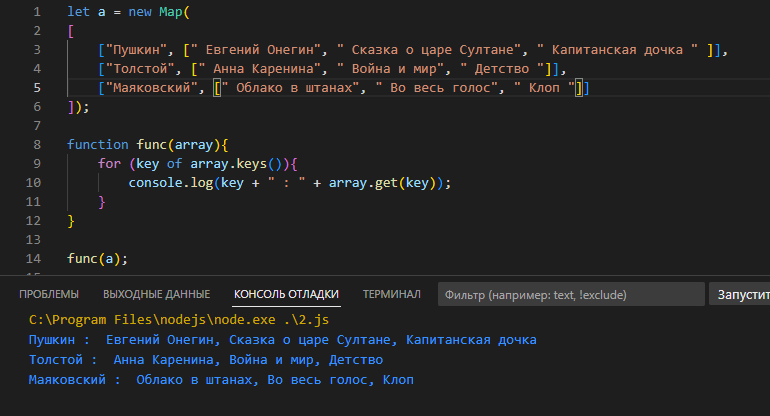 1 let a = new Map(
2 [
3 ["Пушкин", [" Евгений Онегин", " Сказка о царе Султане", " Капитанская дочка " ]],
4 ["Толстой", [" Анна Каренина", " Война и мир", " Детство "]],
5 ["Маяковский", [" Облако в штанах", " Во весь голос", " Клоп "]]
6 ]);
7
8 function func(array){
9 for (key of array.keys()){
10 console.log(key + " : " + array.get(key));
11 }
12 }
13
14 func(a);
ПРОБЛЕМЫ ВЫХОДНЫЕ ДАННЫЕ КОНСОЛЬ ОТЛАДКИ ТЕРМИНАЛ Фильтр (например: text, !exclude) Запустит
C:\Program Files\nodejs\node.exe .\2.js
Пушкин :  Евгений Онегин, Сказка о царе Султане, Капитанская дочка
Толстой :  Анна Каренина, Война и мир, Детство
Маяковский :  Облако в штанах, Во весь голос, Клоп